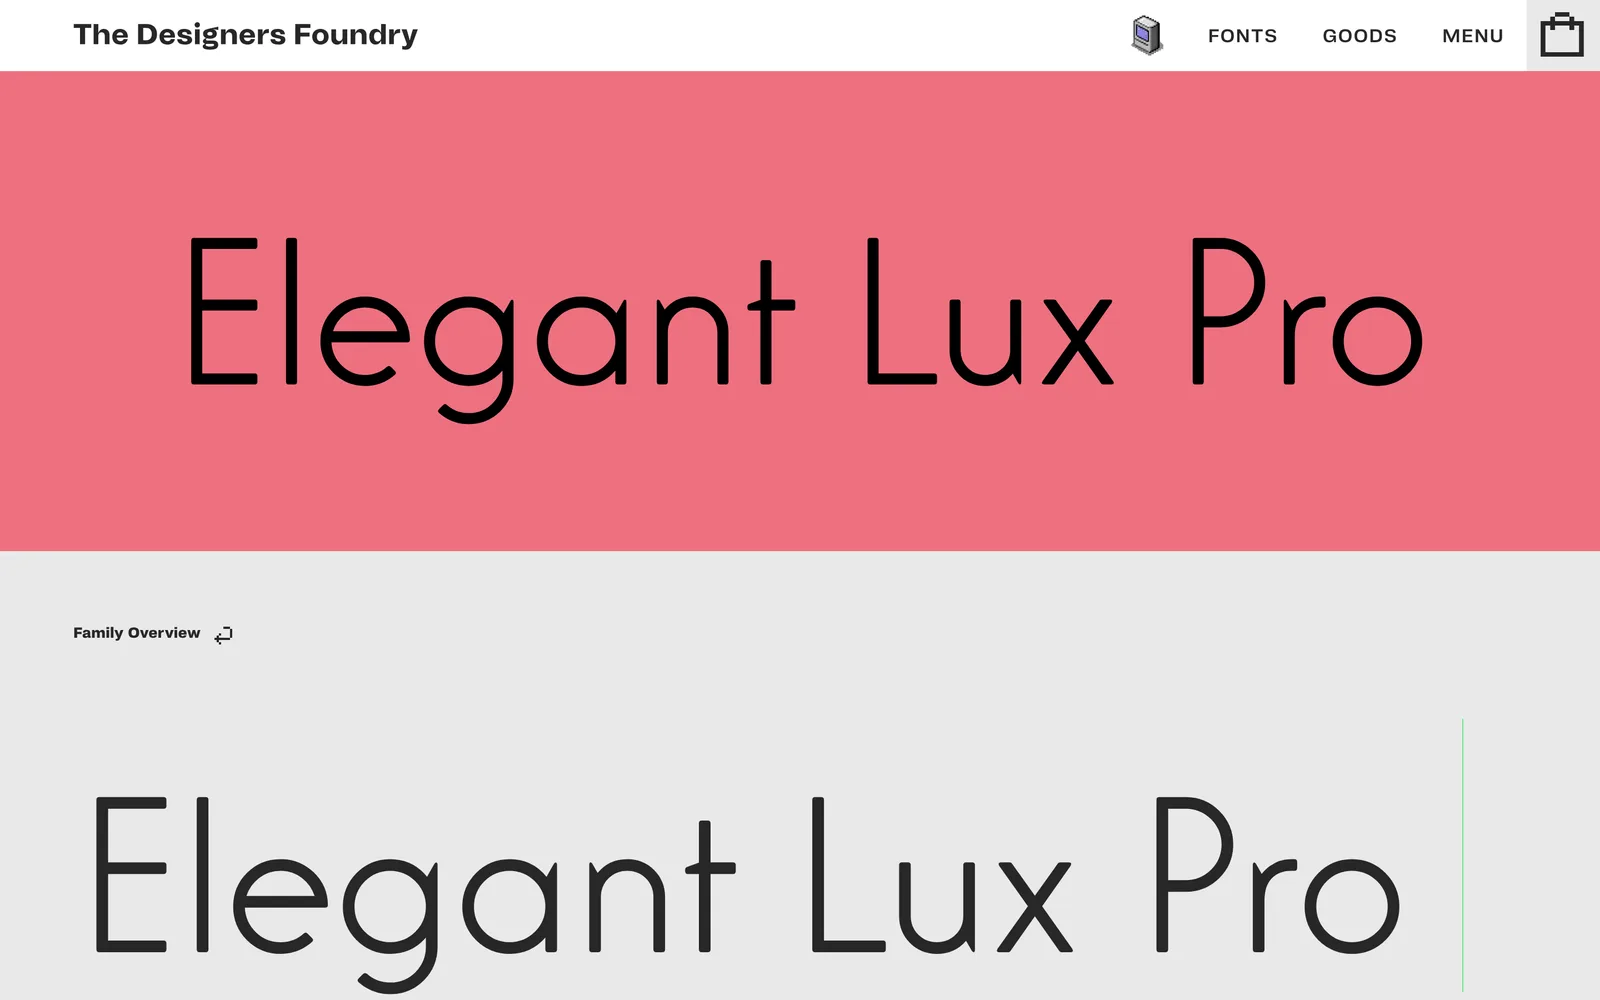 The Designers Foundry
FONTS
GOODS
MENU
Elegant Lux Pro
Family Overview
Elegant Lux Pro